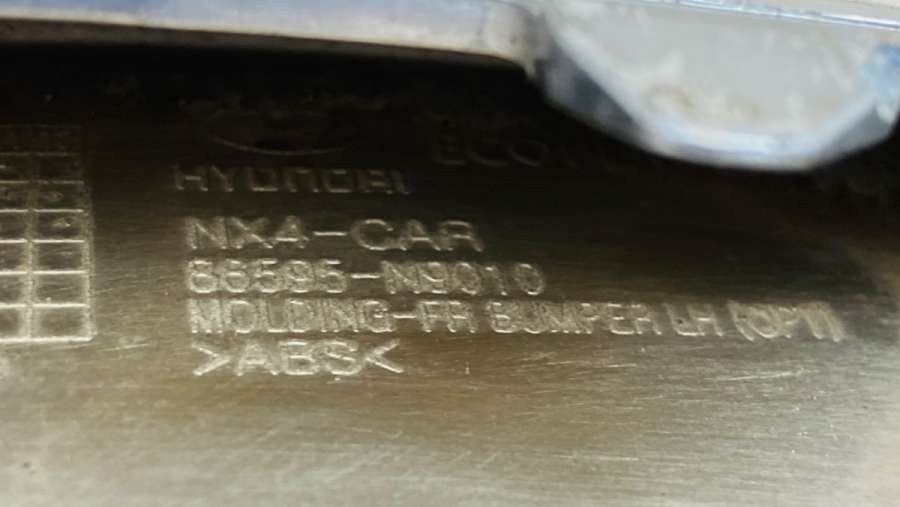 HYUNDAI
NX4-CAR
86595-N9010
MOLDING-FR BUMPER LH (OPT)
>ABS<